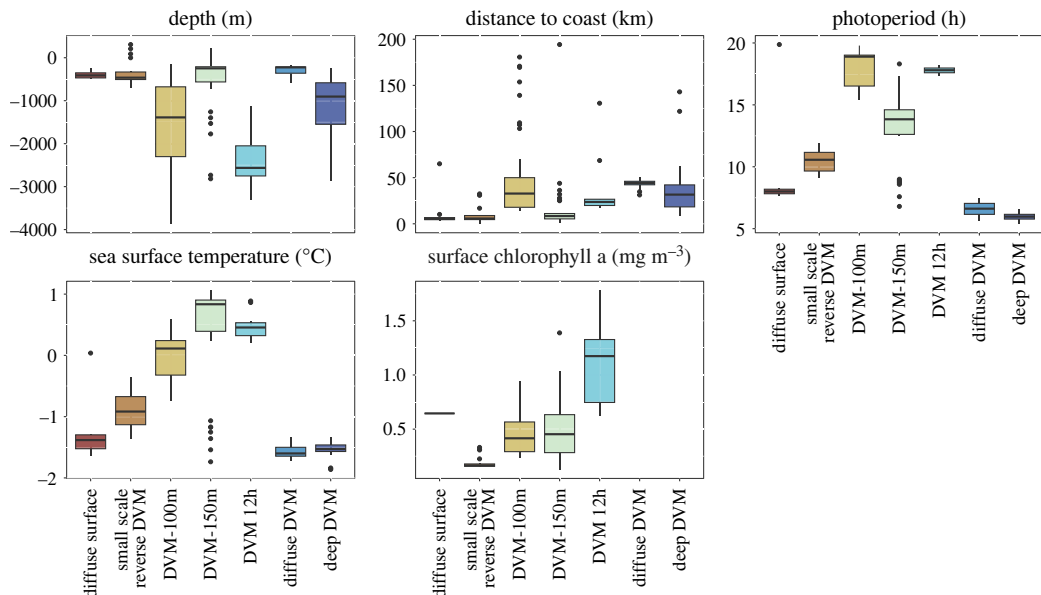 depth (m)
0
−1000
−2000
−3000
−4000
distance to coast (km)
200
150
100
50
0
photoperiod (h)
20
15
10
5
diffuse surface
small scale
reverse DVM
DVM-100m
DVM-150m
DVM 12h
diffuse DVM
deep DVM
sea surface temperature (°C)
1
0
−1
−2
diffuse surface
small scale
reverse DVM
DVM-100m
DVM-150m
DVM 12h
diffuse DVM
deep DVM
surface chlorophyll a (mg m−3)
1.5
1.0
0.5
diffuse surface
small scale
reverse DVM
DVM-100m
DVM-150m
DVM 12h
diffuse DVM
deep DVM